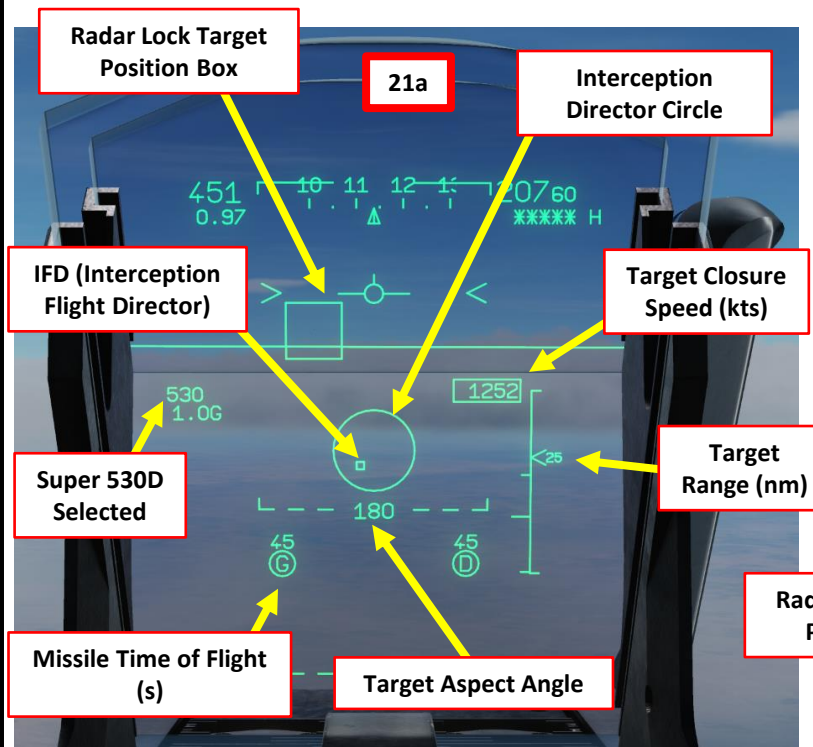 Radar Lock Target
Position Box
21a
Interception
Director Circle
451
0.97
10 11 12
20760
***** H
IFD (Interception
Flight Director)
Target Closure
Speed (kts)
530
1.0G
1252
Super 530D
Selected
<25
Target
Range (nm)
180
45
G
45
D
Missile Time of Flight
(s)
Target Aspect Angle